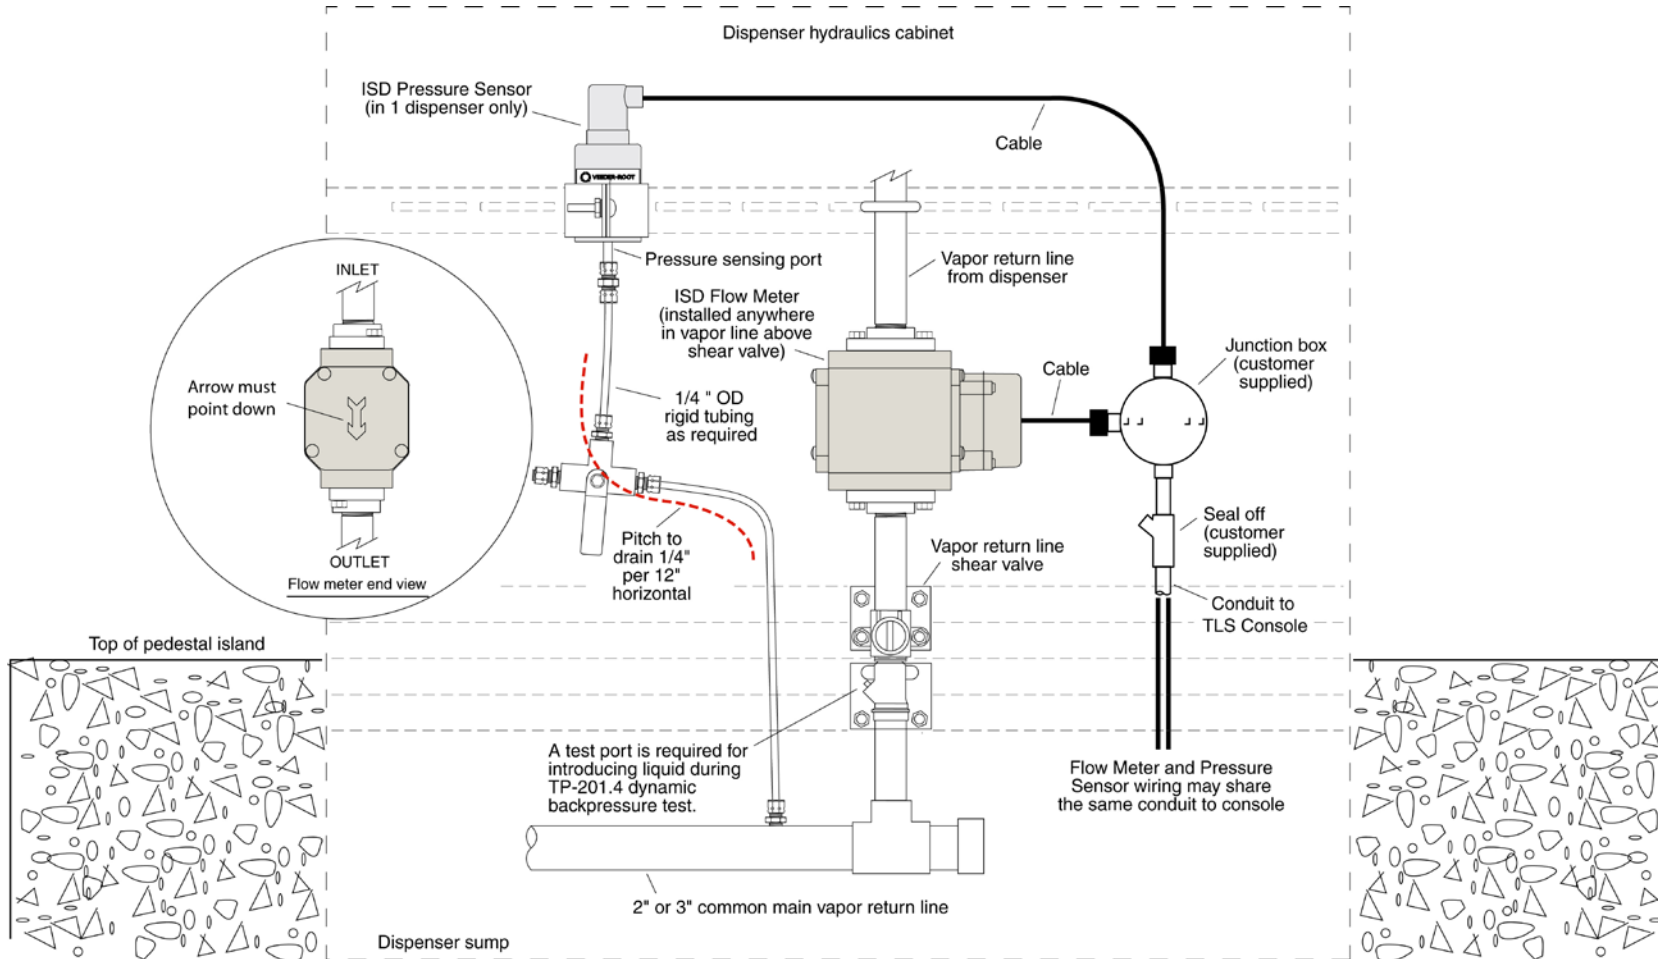 Dispenser hydraulics cabinet
ISD Pressure Sensor
(in 1 dispenser only)
Cable
VEEDER-ROOT
Pressure sensing port
Vapor return line
from dispenser
INLET
ISD Flow Meter
(installed anywhere
in vapor line above
shear valve)
Junction box
(customer
supplied)
Cable
Arrow must
point down
1/4 " OD
rigid tubing
as required
Seal off
(customer
supplied)
Pitch to
drain 1/4"
per 12"
horizontal
Vapor return line
shear valve
OUTLET
Flow meter end view
Conduit to
TLS Console
Top of pedestal island
A test port is required for
introducing liquid during
TP-201.4 dynamic
backpressure test.
Flow Meter and Pressure
Sensor wiring may share
the same conduit to console
2" or 3" common main vapor return line
Dispenser sump